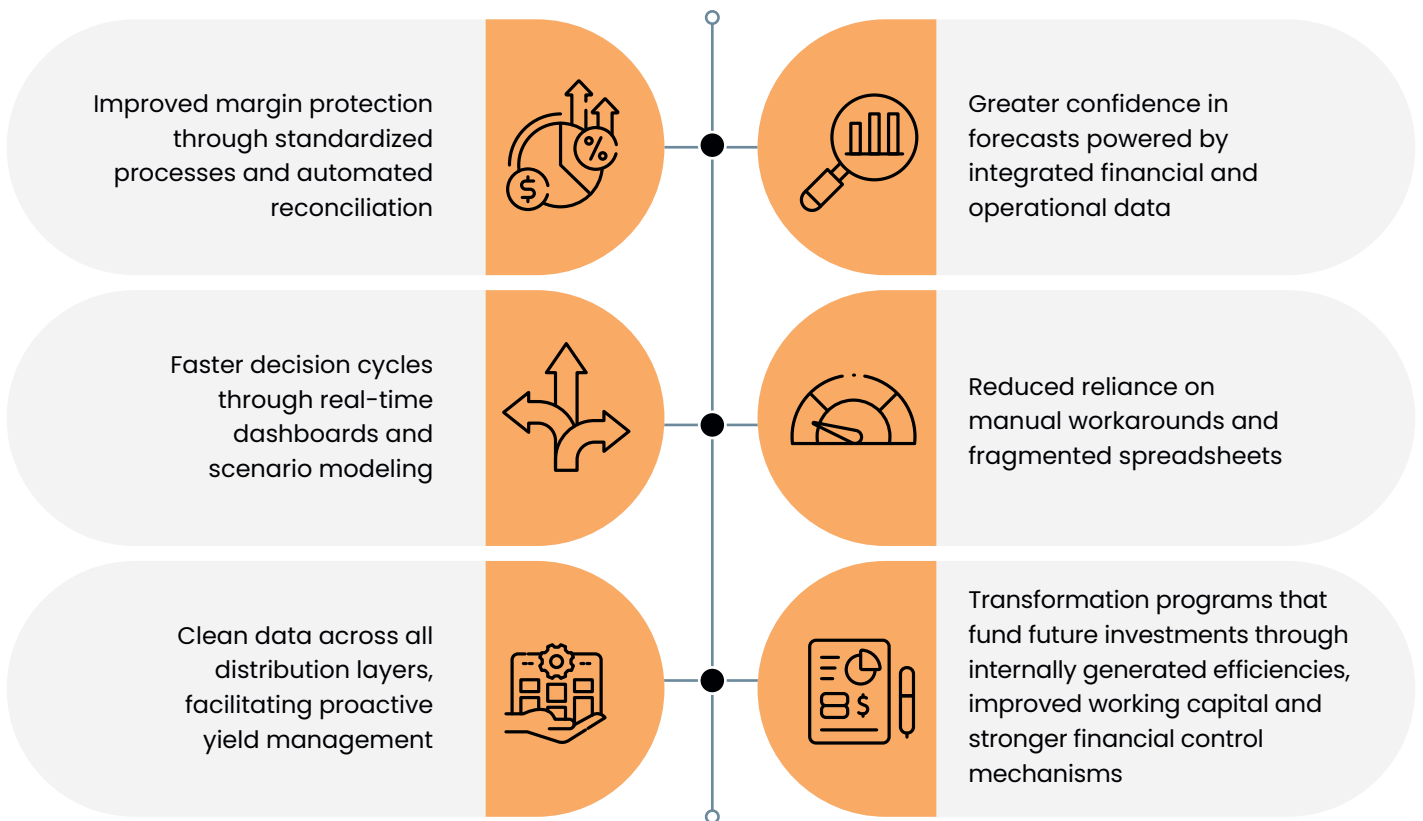 Improved margin protection
through standardized
processes and automated
reconciliation
Greater confidence in
forecasts powered by
integrated financial and
operational data
Faster decision cycles
through real-time
dashboards and
scenario modeling
Reduced reliance on
manual workarounds and
fragmented spreadsheets
Clean data across all
distribution layers,
facilitating proactive
yield management
Transformation programs that
fund future investments through
internally generated efficiencies,
improved working capital and
stronger financial control
mechanisms